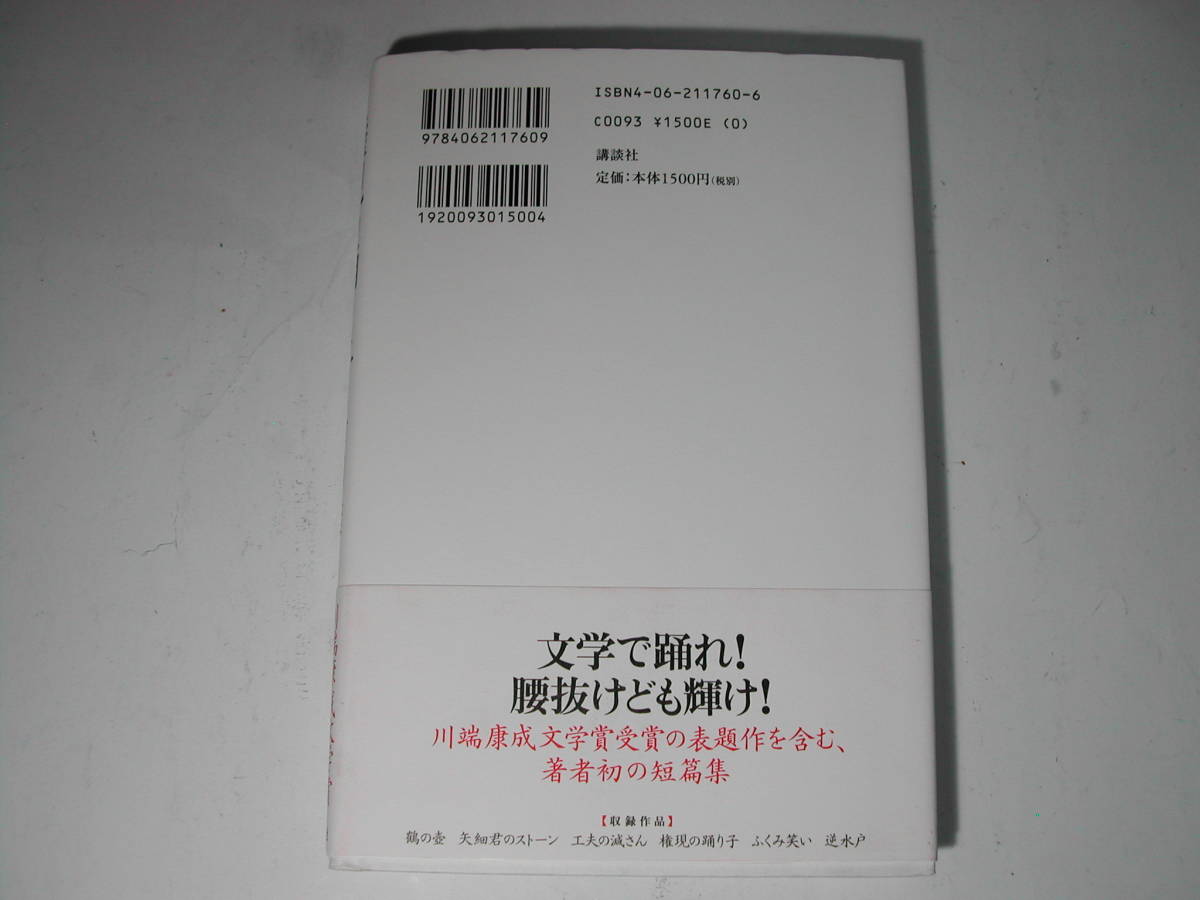 9784062117609
1920093015004
ISBN4-06-211760-6
C0093 ¥1500E (0)
講談社
定価:本体1500円(税別)
文学で踊れ!
腰抜けども輝け!
川端康成文学賞受賞の表題作を含む、
著者初の短篇集
【収録作品】
鶴の壺 矢細君のストーン 工夫の減さん 権現の踊り子 ふくみ笑い 逆水戸